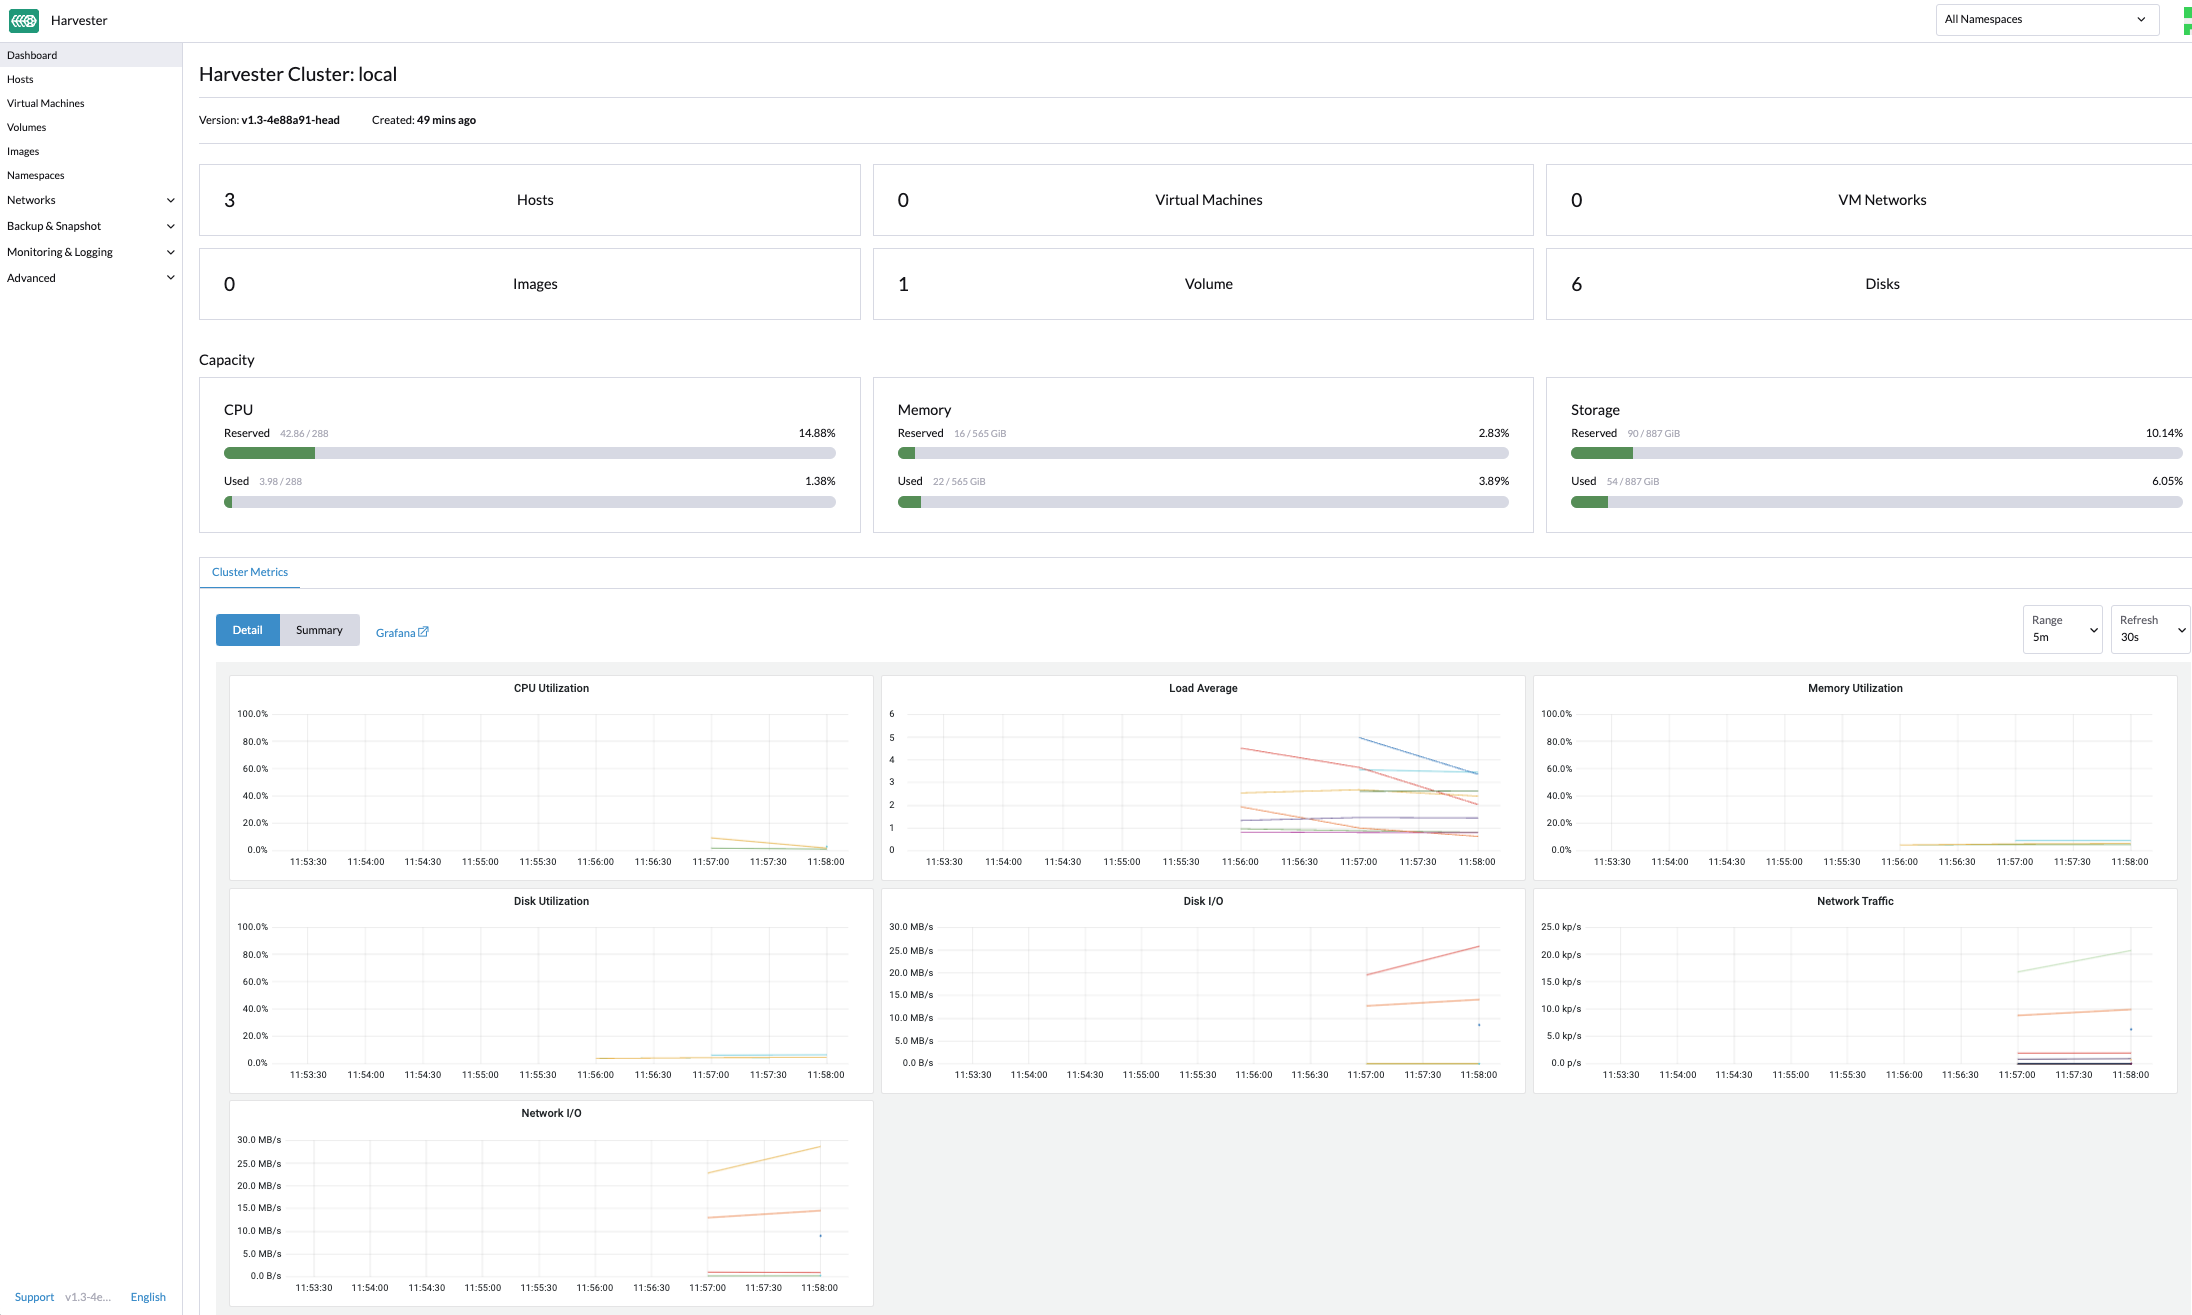 Harvester
All Namespaces
Dashboard
Hosts
Virtual Machines
Volumes
Images
Namespaces
Networks
Backup & Snapshot
Monitoring & Logging
Advanced
Harvester Cluster: local
Version: v1.3-4e88a91-head Created: 49 mins ago
3 Hosts
0 Virtual Machines
0 VM Networks
0 Images
1 Volume
6 Disks
Capacity
CPU
Reserved 42.86 / 288 14.88%
Used 3.98 / 288 1.38%
Memory
Reserved 16 / 565 GiB 2.83%
Used 22 / 565 GiB 3.89%
Storage
Reserved 90 / 887 GiB 10.14%
Used 54 / 887 GiB 6.05%
Cluster Metrics
Detail Summary Grafana
Range
5m
Refresh
30s
CPU Utilization
100.0%
80.0%
60.0%
40.0%
20.0%
0.0%
11:53:30 11:54:00 11:54:30 11:55:00 11:55:30 11:56:00 11:56:30 11:57:00 11:57:30 11:58:00
Load Average
6
5
4
3
2
1
0
11:53:30 11:54:00 11:54:30 11:55:00 11:55:30 11:56:00 11:56:30 11:57:00 11:57:30 11:58:00
Memory Utilization
100.0%
80.0%
60.0%
40.0%
20.0%
0.0%
11:53:30 11:54:00 11:54:30 11:55:00 11:55:30 11:56:00 11:56:30 11:57:00 11:57:30 11:58:00
Disk Utilization
100.0%
80.0%
60.0%
40.0%
20.0%
0.0%
11:53:30 11:54:00 11:54:30 11:55:00 11:55:30 11:56:00 11:56:30 11:57:00 11:57:30 11:58:00
Disk I/O
30.0 MB/s
25.0 MB/s
20.0 MB/s
15.0 MB/s
10.0 MB/s
5.0 MB/s
0.0 B/s
11:53:30 11:54:00 11:54:30 11:55:00 11:55:30 11:56:00 11:56:30 11:57:00 11:57:30 11:58:00
Network Traffic
25.0 kp/s
20.0 kp/s
15.0 kp/s
10.0 kp/s
5.0 kp/s
0.0 p/s
11:53:30 11:54:00 11:54:30 11:55:00 11:55:30 11:56:00 11:56:30 11:57:00 11:57:30 11:58:00
Network I/O
30.0 MB/s
25.0 MB/s
20.0 MB/s
15.0 MB/s
10.0 MB/s
5.0 MB/s
0.0 B/s
11:53:30 11:54:00 11:54:30 11:55:00 11:55:30 11:56:00 11:56:30 11:57:00 11:57:30 11:58:00
Support v1.3-4e... English